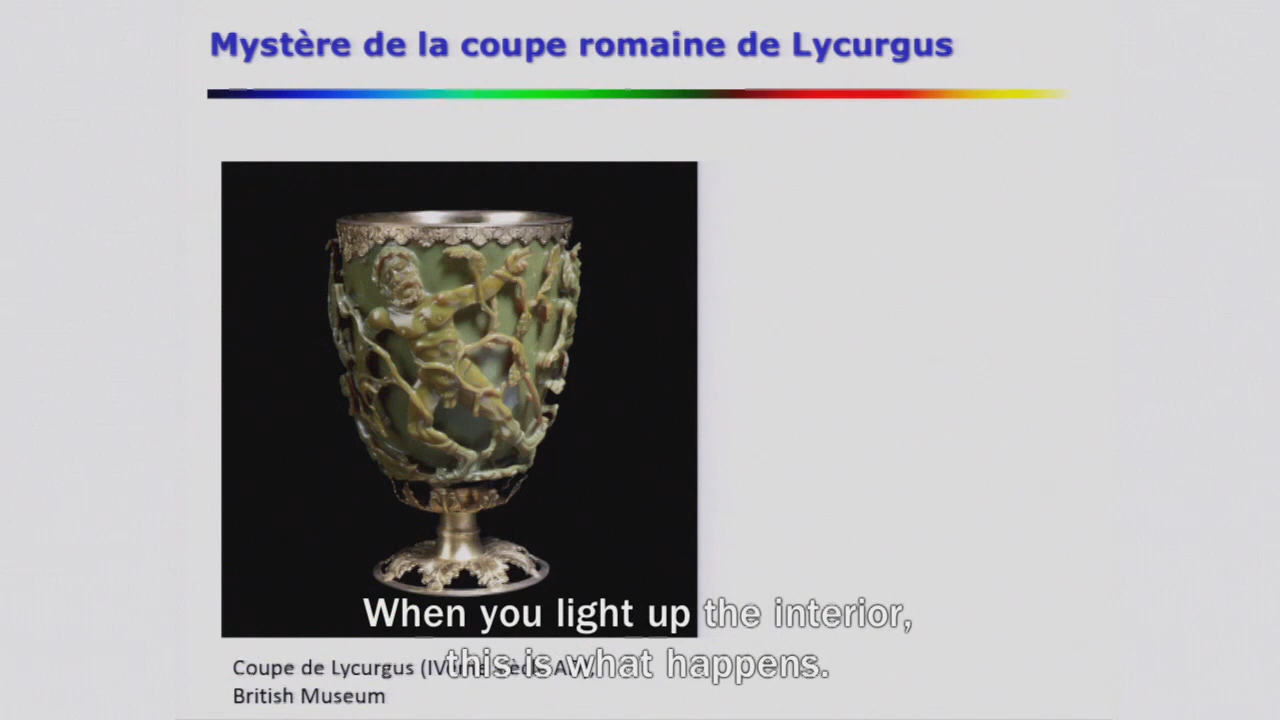 Mystère de la coupe romaine de Lycurgus
When you light up the interior,
this is what happens.
Coupe de Lycurgus
British Museum